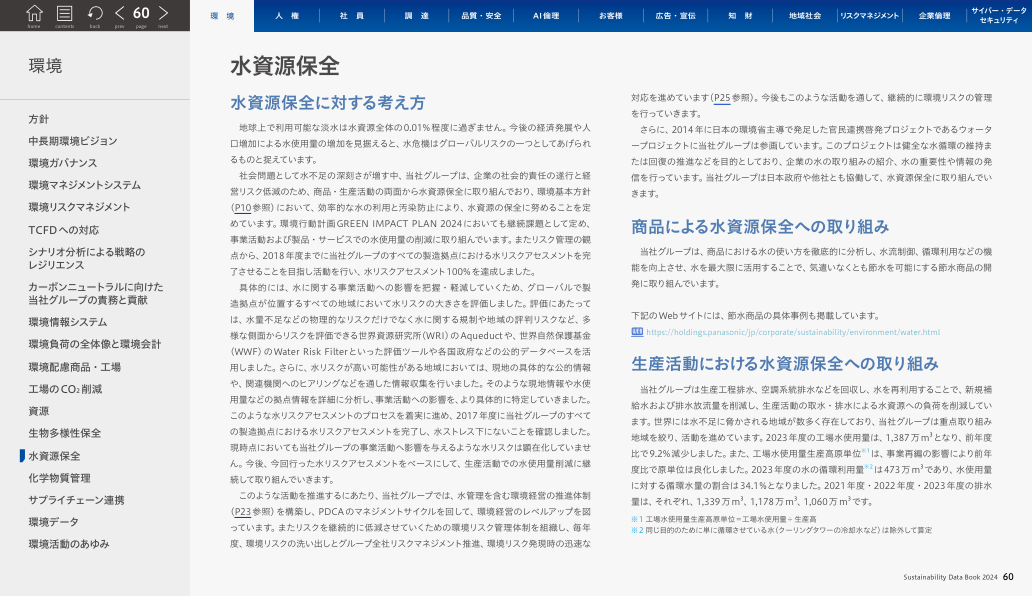 home contents back prev 60 page next
環 境
人 権
社 員
調 達
品質・安全
AI倫理
お客様
広告・宣伝
知 財
地域社会
リスクマネジメント
企業倫理
サイバー・データ
セキュリティ
環境
方針
中長期環境ビジョン
環境ガバナンス
環境マネジメントシステム
環境リスクマネジメント
TCFDへの対応
シナリオ分析による戦略の
レジリエンス
カーボンニュートラルに向けた
当社グループの責務と貢献
環境情報システム
環境負荷の全体像と環境会計
環境配慮商品・工場
工場のCO₂削減
資源
生物多様性保全
水資源保全
化学物質管理
サプライチェーン連携
環境データ
環境活動のあゆみ
水資源保全
水資源保全に対する考え方
地球上で利用可能な淡水は水資源全体の0.01%程度に過ぎません。今後の経済発展や人
口増加による水使用量の増加を見据えると、水危機はグローバルリスクの一つとしてあげられ
るものと捉えています。
社会問題として水不足の深刻さが増す中、当社グループは、企業の社会的責任の遂行と経
営リスク低減のため、商品・生産活動の両面から水資源保全に取り組んでおり、環境基本方針
（P10参照）において、効率的な水の利用と汚染防止により、水資源の保全に努めることを定
めています。環境行動計画GREEN IMPACT PLAN 2024においても継続課題として定め、
事業活動および製品・サービスでの水使用量の削減に取り組んでいます。またリスク管理の観
点から、2018年度までに当社グループのすべての製造拠点における水リスクアセスメントを完
了させることを目指し活動を行い、水リスクアセスメント100%を達成しました。
具体的には、水に関する事業活動への影響を把握・軽減していくため、グローバルで製
造拠点が位置するすべての地域において水リスクの大きさを評価しました。評価にあたって
は、水量不足などの物理的なリスクだけでなく水に関する規制や地域の評判リスクなど、多
様な側面からリスクを評価できる世界資源研究所（WRI）のAqueductや、世界自然保護基金
（WWF）のWater Risk Filterといった評価ツールや各国政府などの公的データベースを活
用しました。さらに、水リスクが高い可能性がある地域においては、現地の具体的な公的情報
や、関連機関へのヒアリングなどを通した情報収集を行いました。そのような現地情報や水使
用量などの拠点情報を詳細に分析し、事業活動への影響を、より具体的に特定していきました。
このような水リスクアセスメントのプロセスを着実に進め、2017年度に当社グループのすべて
の製造拠点における水リスクアセスメントを完了し、水ストレス下にないことを確認しました。
現時点においても当社グループの事業活動へ影響を与えるような水リスクは顕在化していませ
ん。今後、今回行った水リスクアセスメントをベースにして、生産活動での水使用量削減に継
続して取り組んでいきます。
このような活動を推進するにあたり、当社グループでは、水管理を含む環境経営の推進体制
（P23参照）を構築し、PDCAのマネジメントサイクルを回して、環境経営のレベルアップを図
っています。またリスクを継続的に低減させていくための環境リスク管理体制を組織し、毎年
度、環境リスクの洗い出しとグループ全社リスクマネジメント推進、環境リスク発現時の迅速な
対応を進めています（P25参照）。今後もこのような活動を通して、継続的に環境リスクの管理
を行っていきます。
さらに、2014年に日本の環境省主導で発足した官民連携啓発プロジェクトであるウォータ
ープロジェクトに当社グループは参画しています。このプロジェクトは健全な水循環の維持ま
たは回復の推進などを目的としており、企業の水の取り組みの紹介、水の重要性や情報の発
信を行っています。当社グループは日本政府や他社とも協働して、水資源の保全に取り組んでい
きます。
商品による水資源保全への取り組み
当社グループは、商品における水の使い方を徹底的に分析し、水流制御、循環利用などの機
能を向上させ、水を最大限に活用することで、気遣いなくとも節水を可能にする節水商品の開
発に取り組んでいます。
下記のWebサイトには、節水商品の具体事例も掲載しています。
https://holdings.panasonic/jp/corporate/sustainability/environment/water.html
生産活動における水資源保全への取り組み
当社グループは生産工程排水、空調系統排水などを回収し、水を再利用することで、新規補
給水および排水放流量を削減し、生産活動の取水・排水による水資源への負荷を削減してい
ます。世界には水不足に脅かされる地域が数多く存在しており、当社グループは重点取り組み
地域を絞り、活動を進めています。2023年度の工場水使用量は、1,387万m³となり、前年度
比で9.2%減少しました。また、工場水使用量生産高原単位※1は、事業再編の影響により前年
度比で原単位は良化しました。2023年度の水の循環利用量※2は473万m³であり、水使用量
に対する循環水量の割合は34.1%となりました。2021年度・2022年度・2023年度の排水
量は、それぞれ、1,339万m³、1,178万m³、1,060万m³です。
※1 工場水使用量生産高原単位＝工場水使用量÷生産高
※2 同じ目的のために単に循環させている水（クーリングタワーの冷却水など）は除外して算定
Sustainability Data Book 2024 60